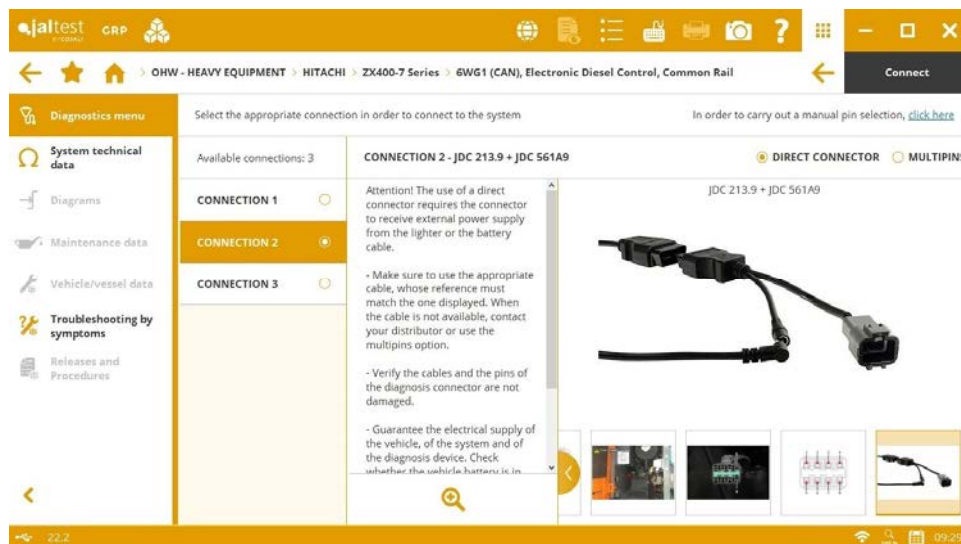 jaltest
BY COJALI
GRP
OHW - HEAVY EQUIPMENT > HITACHI > ZX400-7 Series > 6WG1 (CAN), Electronic Diesel Control, Common Rail
Connect
Diagnostics menu
Select the appropriate connection in order to connect to the system
In order to carry out a manual pin selection, click here
System technical
data
Diagrams
Maintenance data
Vehicle/vessel data
Troubleshooting by
symptoms
Releases and
Procedures
Available connections: 3
CONNECTION 1
CONNECTION 2
CONNECTION 3
CONNECTION 2 - JDC 213.9 + JDC 561A9
DIRECT CONNECTOR
MULTIPINS
Attention! The use of a direct
connector requires the connector
to receive external power supply
from the lighter or the battery
cable.
- Make sure to use the appropriate
cable, whose reference must
match the one displayed. When
the cable is not available, contact
your distributor or use the
multipins option.
- Verify the cables and the pins of
the diagnosis connector are not
damaged.
- Guarantee the electrical supply of
the vehicle, of the system and of
the diagnosis device. Check
whether the vehicle battery is in
JDC 213.9 + JDC 561A9
22.2
09:29